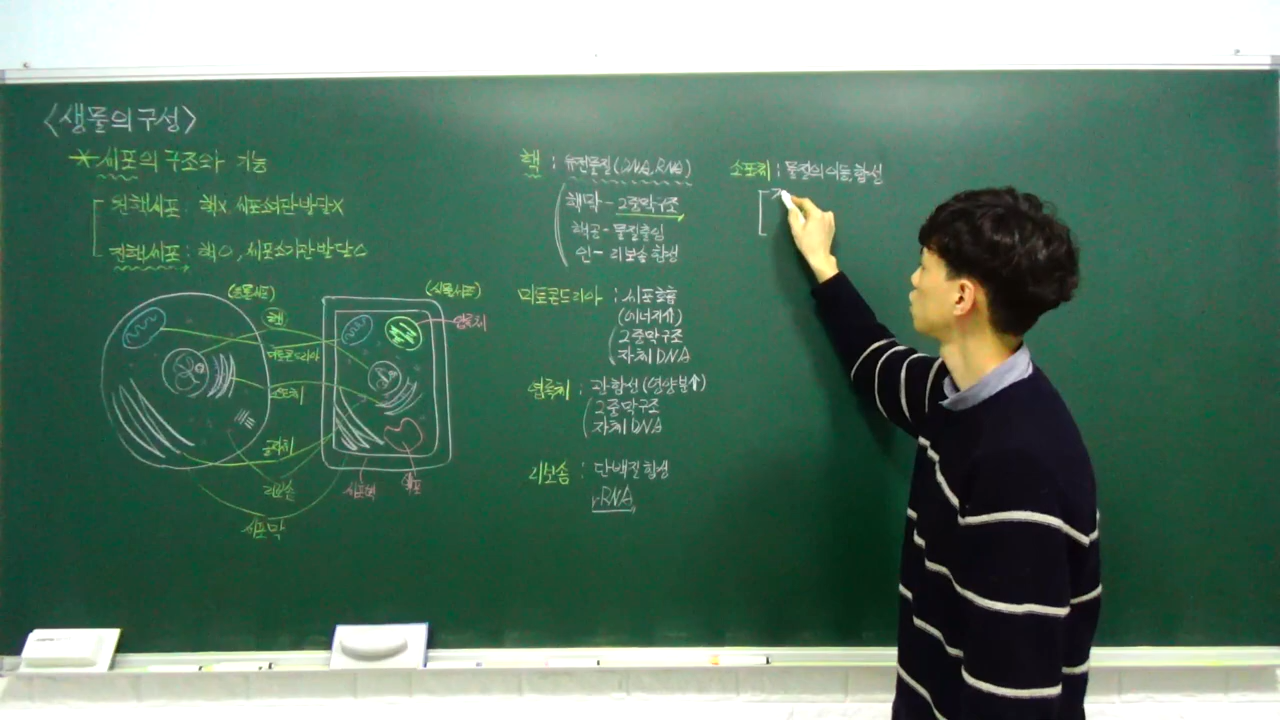 <생물의 구성>
*세포의 구조와 기능
원핵세포 : 핵X, 세포소기관발달X
진핵세포 : 핵O, 세포소기관발달O
(동물세포)
(식물세포)
핵
엽록체
미토콘드리아
소포체
골지체
리보솜
세포벽
액포
세포막
핵 : 유전물질(DNA, RNA)
핵막 - 2중막구조
핵공 - 물질출입
인 - 리보솜합성
미토콘드리아 : 세포호흡
(에너지↑)
2중막구조
자체DNA
엽록체 : 광합성(영양분↑)
2중막구조
자체DNA
리보솜 : 단백질합성
rRNA
소포체 : 물질의 이동, 합성